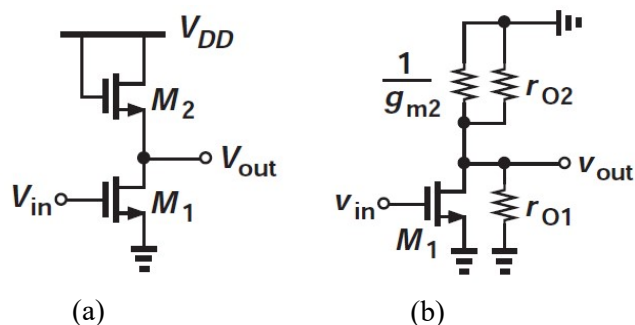 V_DD
M_2
V_out
V_in
M_1
(a)
1
g_m2
r_O2
v_out
v_in
M_1
r_O1
(b)